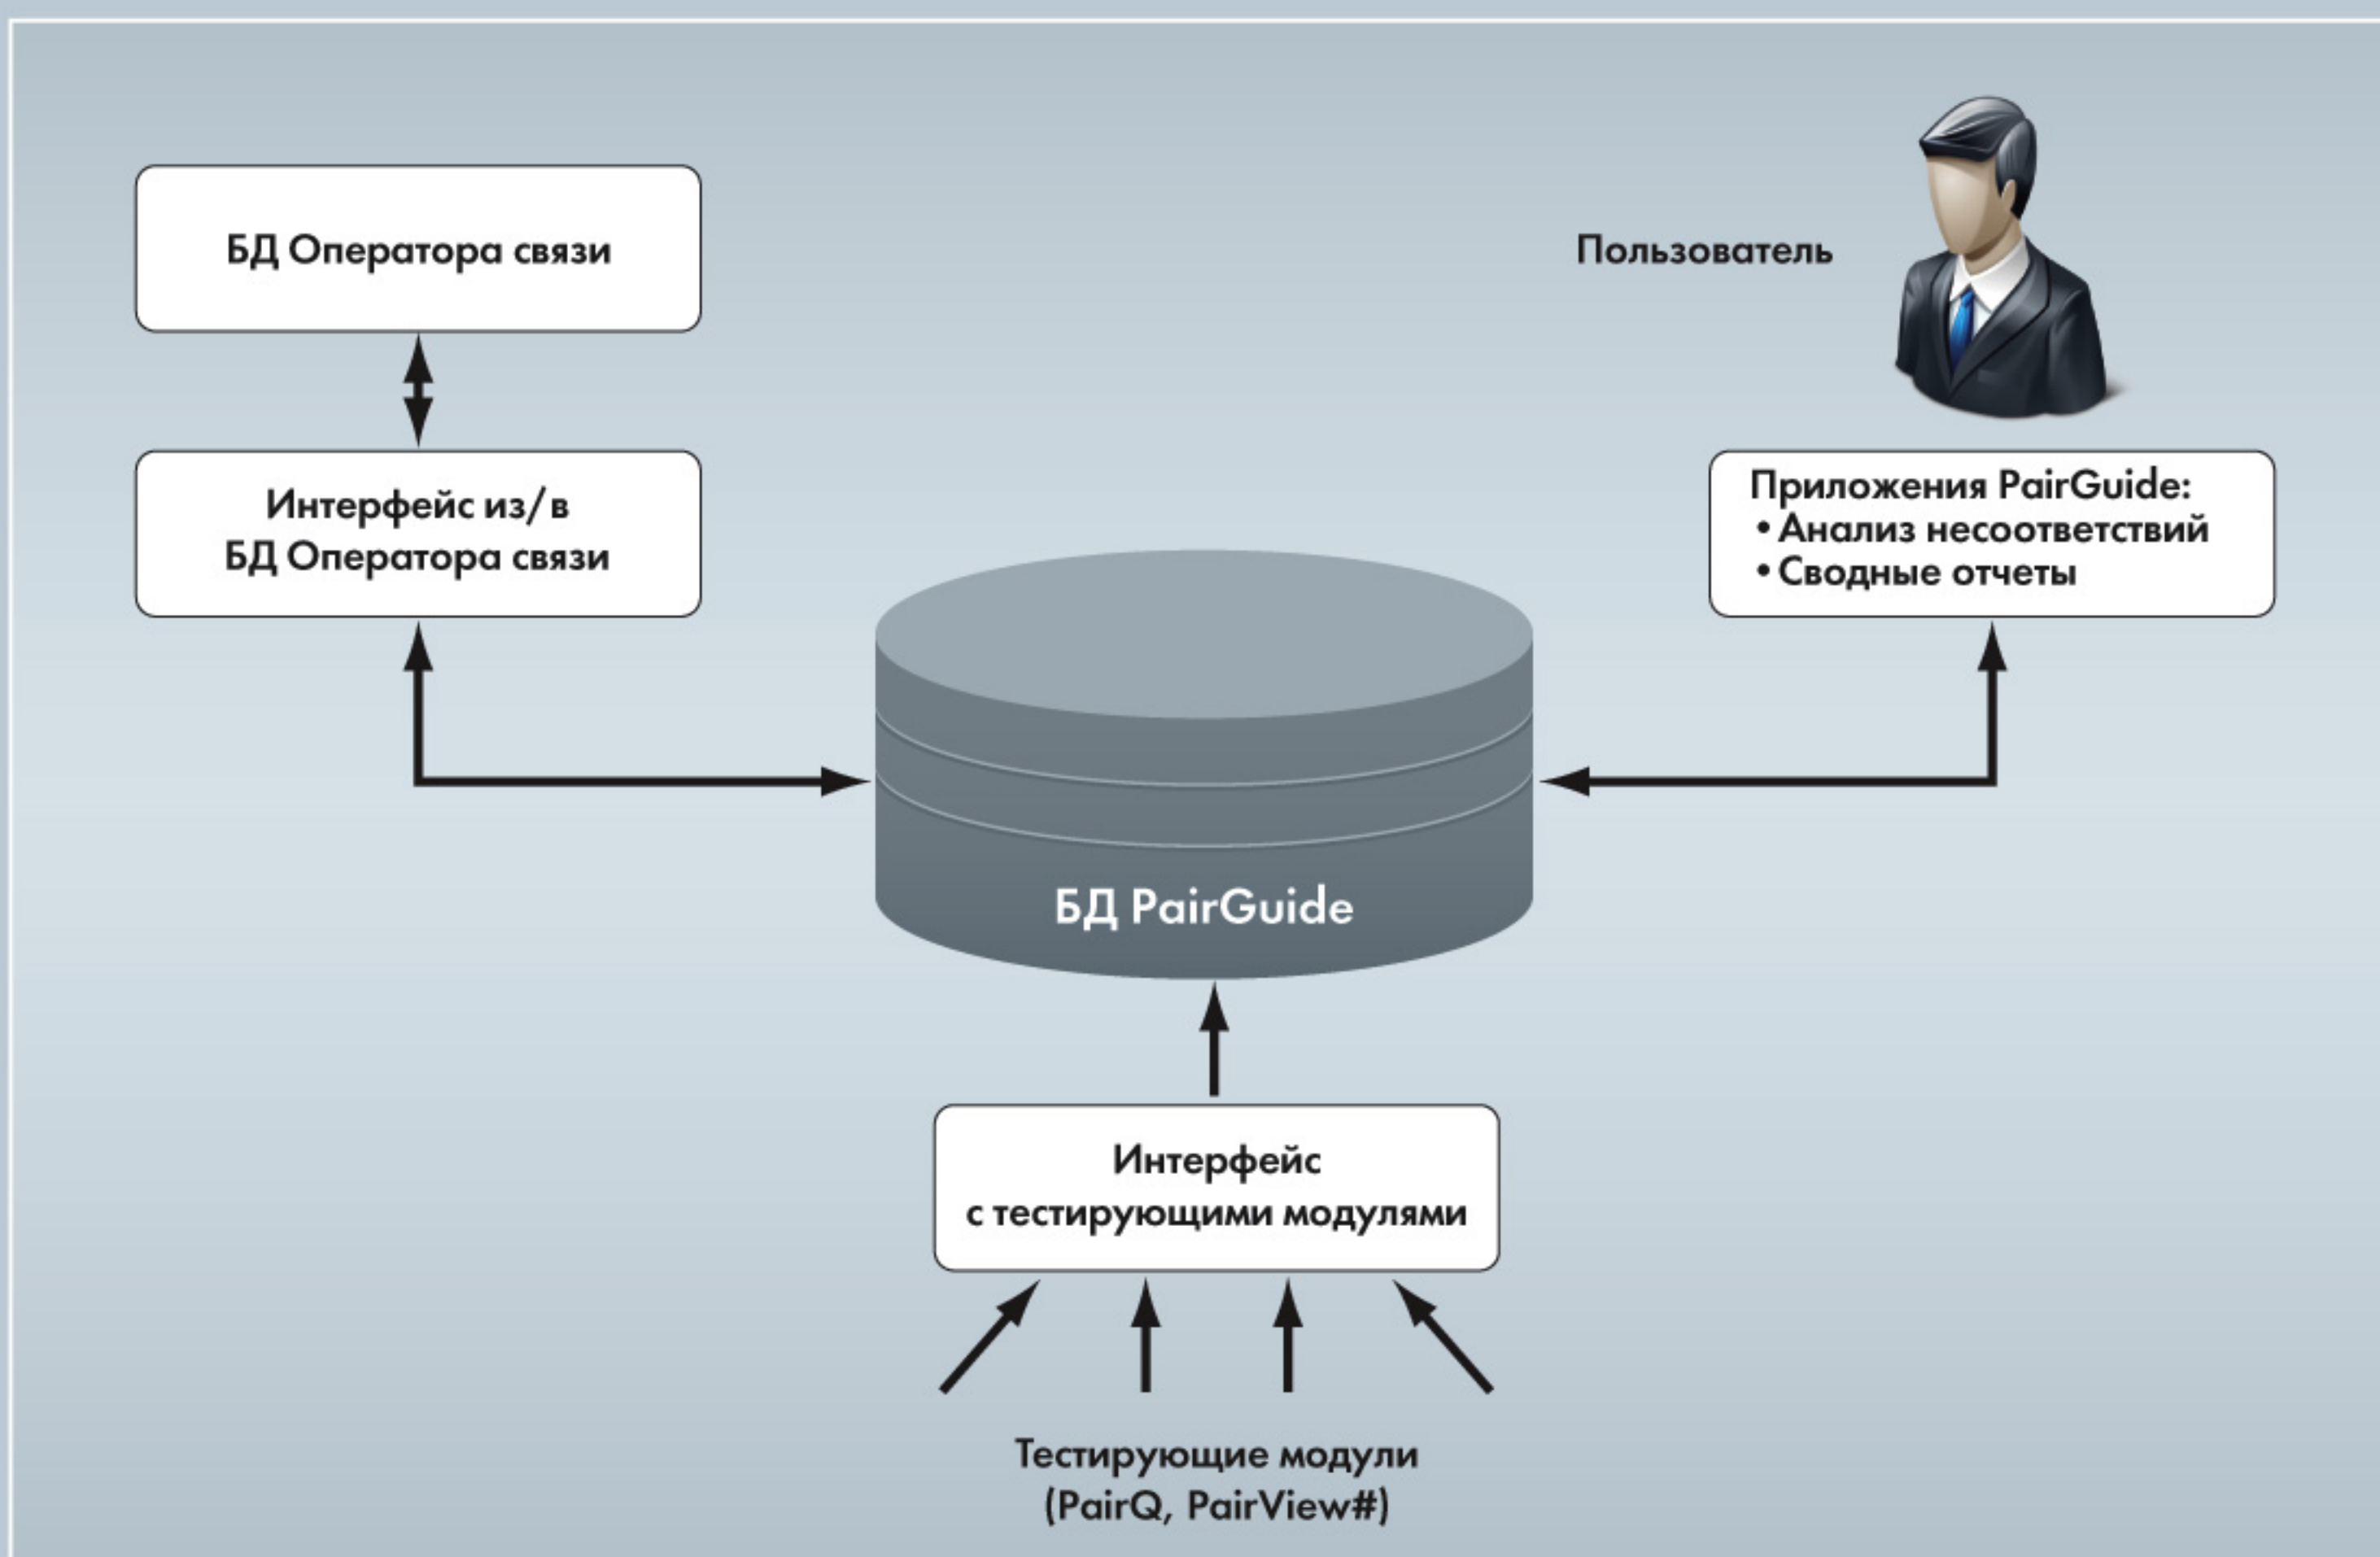 БД Оператора связи
Пользователь
Интерфейс из/в
БД Оператора связи
Приложения PairGuide:
•Анализ несоответствий
•Сводные отчеты
БД PairGuide
Интерфейс
с тестирующими модулями
Тестирующие модули
(PairQ, PairView#)